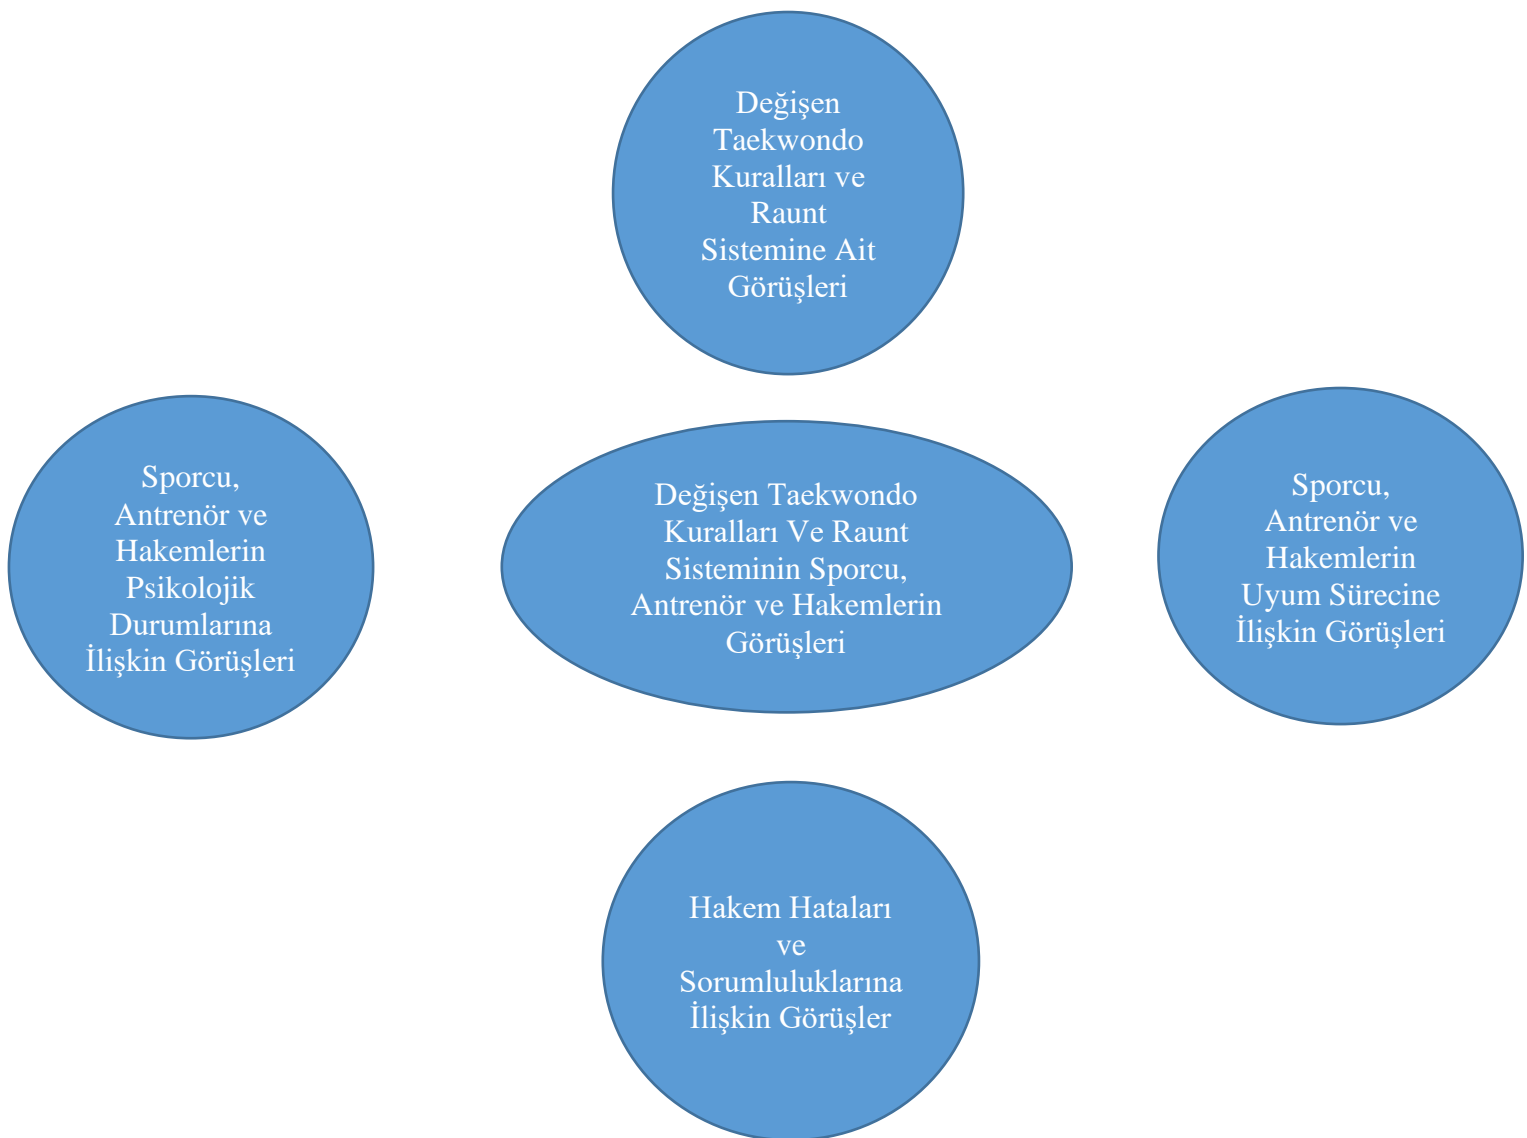 Değişen
Taekwondo
Kuralları ve
Raunt
Sistemine Ait
Görüşleri
Sporcu,
Antrenör ve
Hakemlerin
Psikolojik
Durumlarına
İlişkin Görüşleri
Değişen Taekwondo
Kuralları Ve Raunt
Sisteminin Sporcu,
Antrenör ve Hakemlerin
Görüşleri
Sporcu,
Antrenör ve
Hakemlerin
Uyum Sürecine
İlişkin Görüşleri
Hakem Hataları
ve
Sorumluluklarına
İlişkin Görüşler